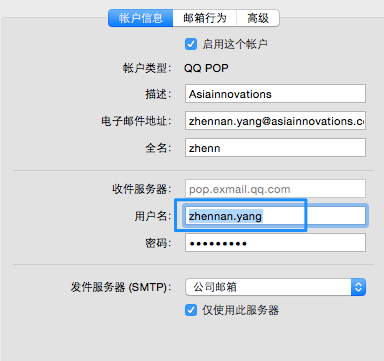 帐户信息 邮箱行为 高级
启用这个帐户
帐户类型: QQ POP
描述: Asiainnovations
电子邮件地址: zhennan.yang@asiainnovations.c
全名: zhenn
收件服务器: pop.exmail.qq.com
用户名: zhennan.yang
密码: •••••••••
发件服务器 (SMTP): 公司邮箱
仅使用此服务器